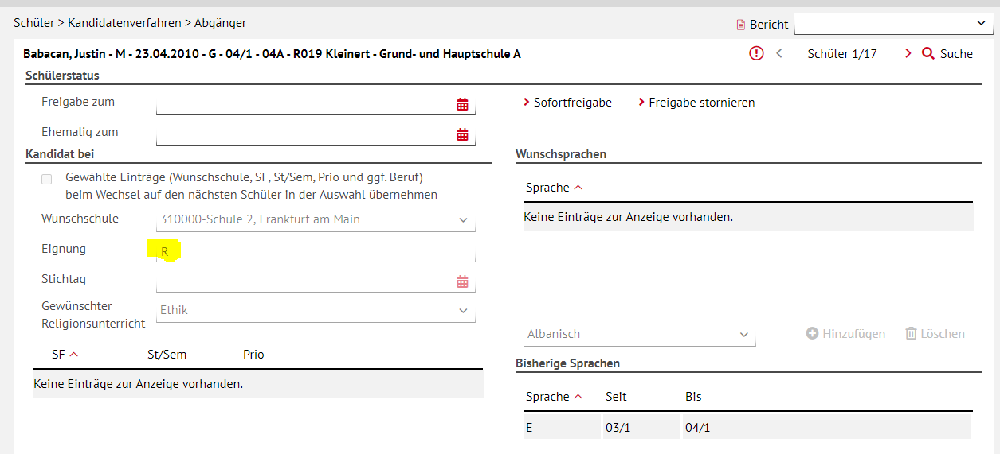 Schüler > Kandidatenverfahren > Abgänger
Bericht
Babacan, Justin - M - 23.04.2010 - G - 04/1 - 04A - R019 Kleinert - Grund- und Hauptschule A
Schüler 1/17
Suche
Schülerstatus
Freigabe zum
Sofortfreigabe
Freigabe stornieren
Ehemalig zum
Kandidat bei
Gewählte Einträge (Wunschschule, SF, St/Sem, Prio und ggf. Beruf)
beim Wechsel auf den nächsten Schüler in der Auswahl übernehmen
Wunschschule 310000-Schule 2, Frankfurt am Main
Eignung R
Stichtag
Gewünschter
Religionsunterricht
Ethik
SF St/Sem Prio
Keine Einträge zur Anzeige vorhanden.
Wunschsprachen
Sprache
Keine Einträge zur Anzeige vorhanden.
Albanisch Hinzufügen Löschen
Bisherige Sprachen
Sprache Seit Bis
E 03/1 04/1